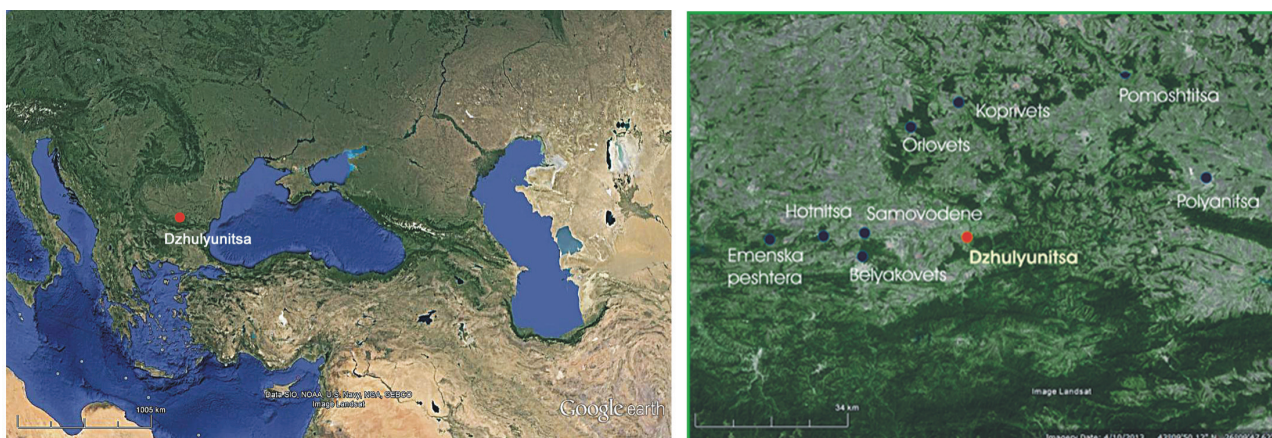 Dzhulyunitsa
Data SIO, NOAA, U.S. Navy, NGA, GEBCO
Image Landsat
1005 km
Google earth
Pomoshtitsa
Koprivets
Orlovets
Polyanitsa
Hotnitsa
Samovodene
Emenska
peshtera
Belyakovets
Dzhulyunitsa
Image Landsat
34 km